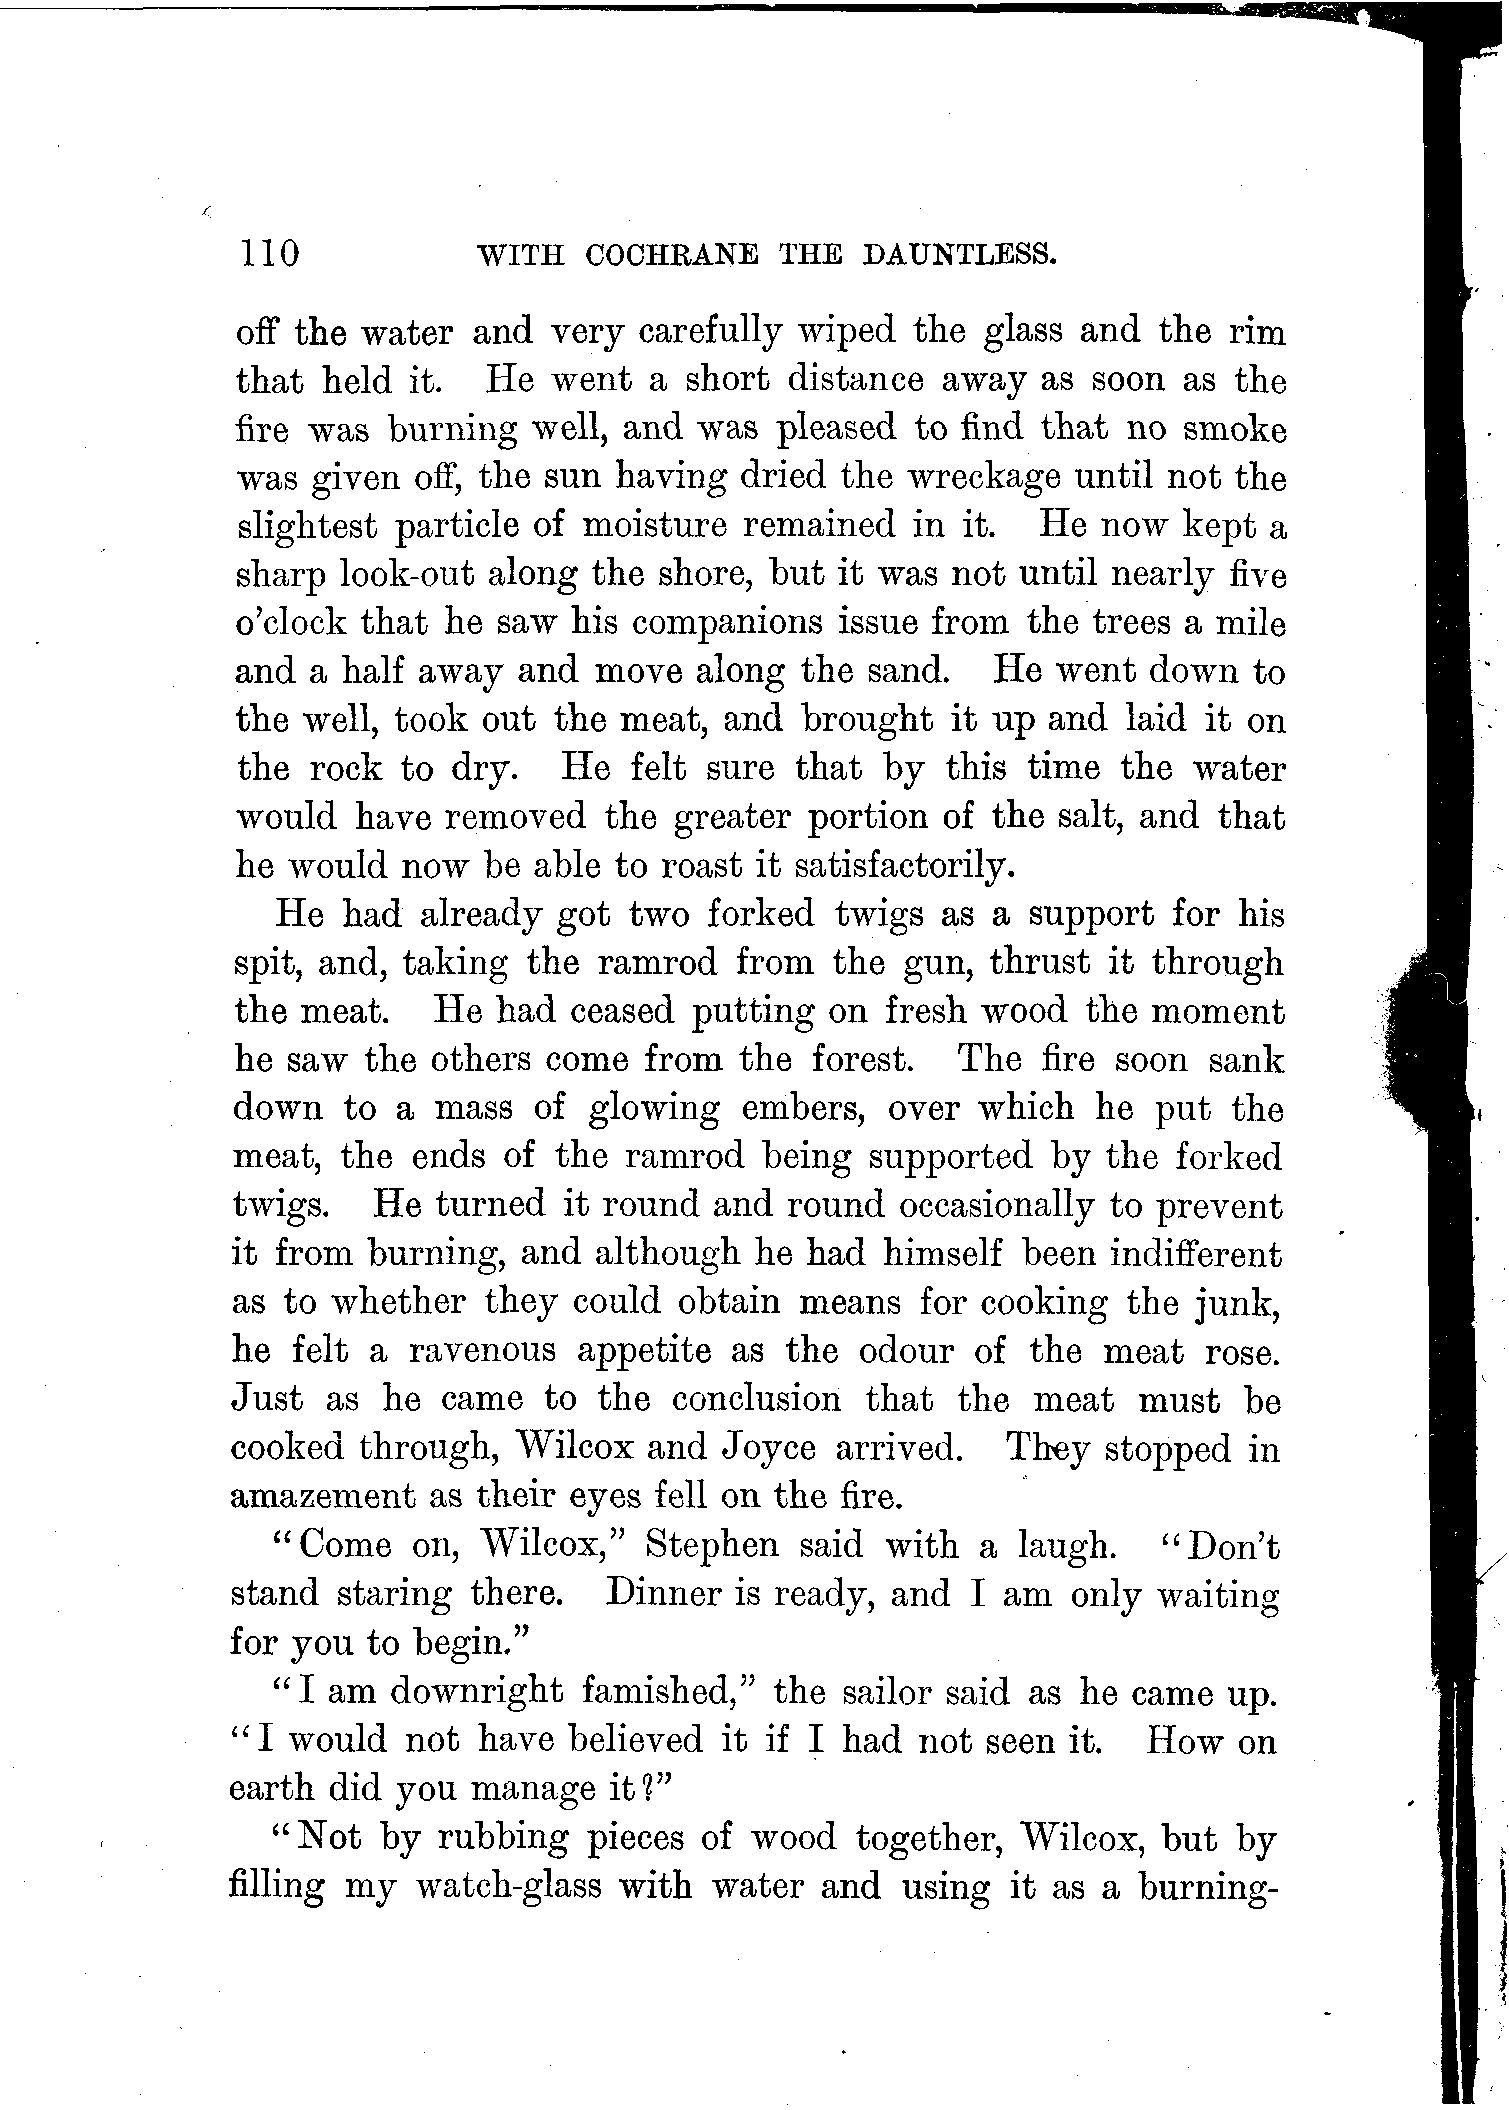 110 WITH COCHRANE THE DAUNTLESS.
off the water and very carefully wiped the glass and the rim
that held it. He went a short distance away as soon as the
fire was burning well, and was pleased to find that no smoke
was given off, the sun having dried the wreckage until not the
slightest particle of moisture remained in it. He now kept a
sharp look-out along the shore, but it was not until nearly five
o'clock that he saw his companions issue from the trees a mile
and a half away and move along the sand. He went down to
the well, took out the meat, and brought it up and laid it on
the rock to dry. He felt sure that by this time the water
would have removed the greater portion of the salt, and that
he would now be able to roast it satisfactorily.
He had already got two forked twigs as a support for his
spit, and, taking the ramrod from the gun, thrust it through
the meat. He had ceased putting on fresh wood the moment
he saw the others come from the forest. The fire soon sank
down to a mass of glowing embers, over which he put the
meat, the ends of the ramrod being supported by the forked
twigs. He turned it round and round occasionally to prevent
it from burning, and although he had himself been indifferent
as to whether they could obtain means for cooking the junk,
he felt a ravenous appetite as the odour of the meat rose.
Just as he came to the conclusion that the meat must be
cooked through, Wilcox and Joyce arrived. They stopped in
amazement as their eyes fell on the fire.
"Come on, Wilcox," Stephen said with a laugh. "Don't
stand staring there. Dinner is ready, and I am only waiting
for you to begin."
"I am downright famished," the sailor said as he came up.
"I would not have believed it if I had not seen it. How on
earth did you manage it?"
"Not by rubbing pieces of wood together, Wilcox, but by
filling my watch-glass with water and using it as a burning-